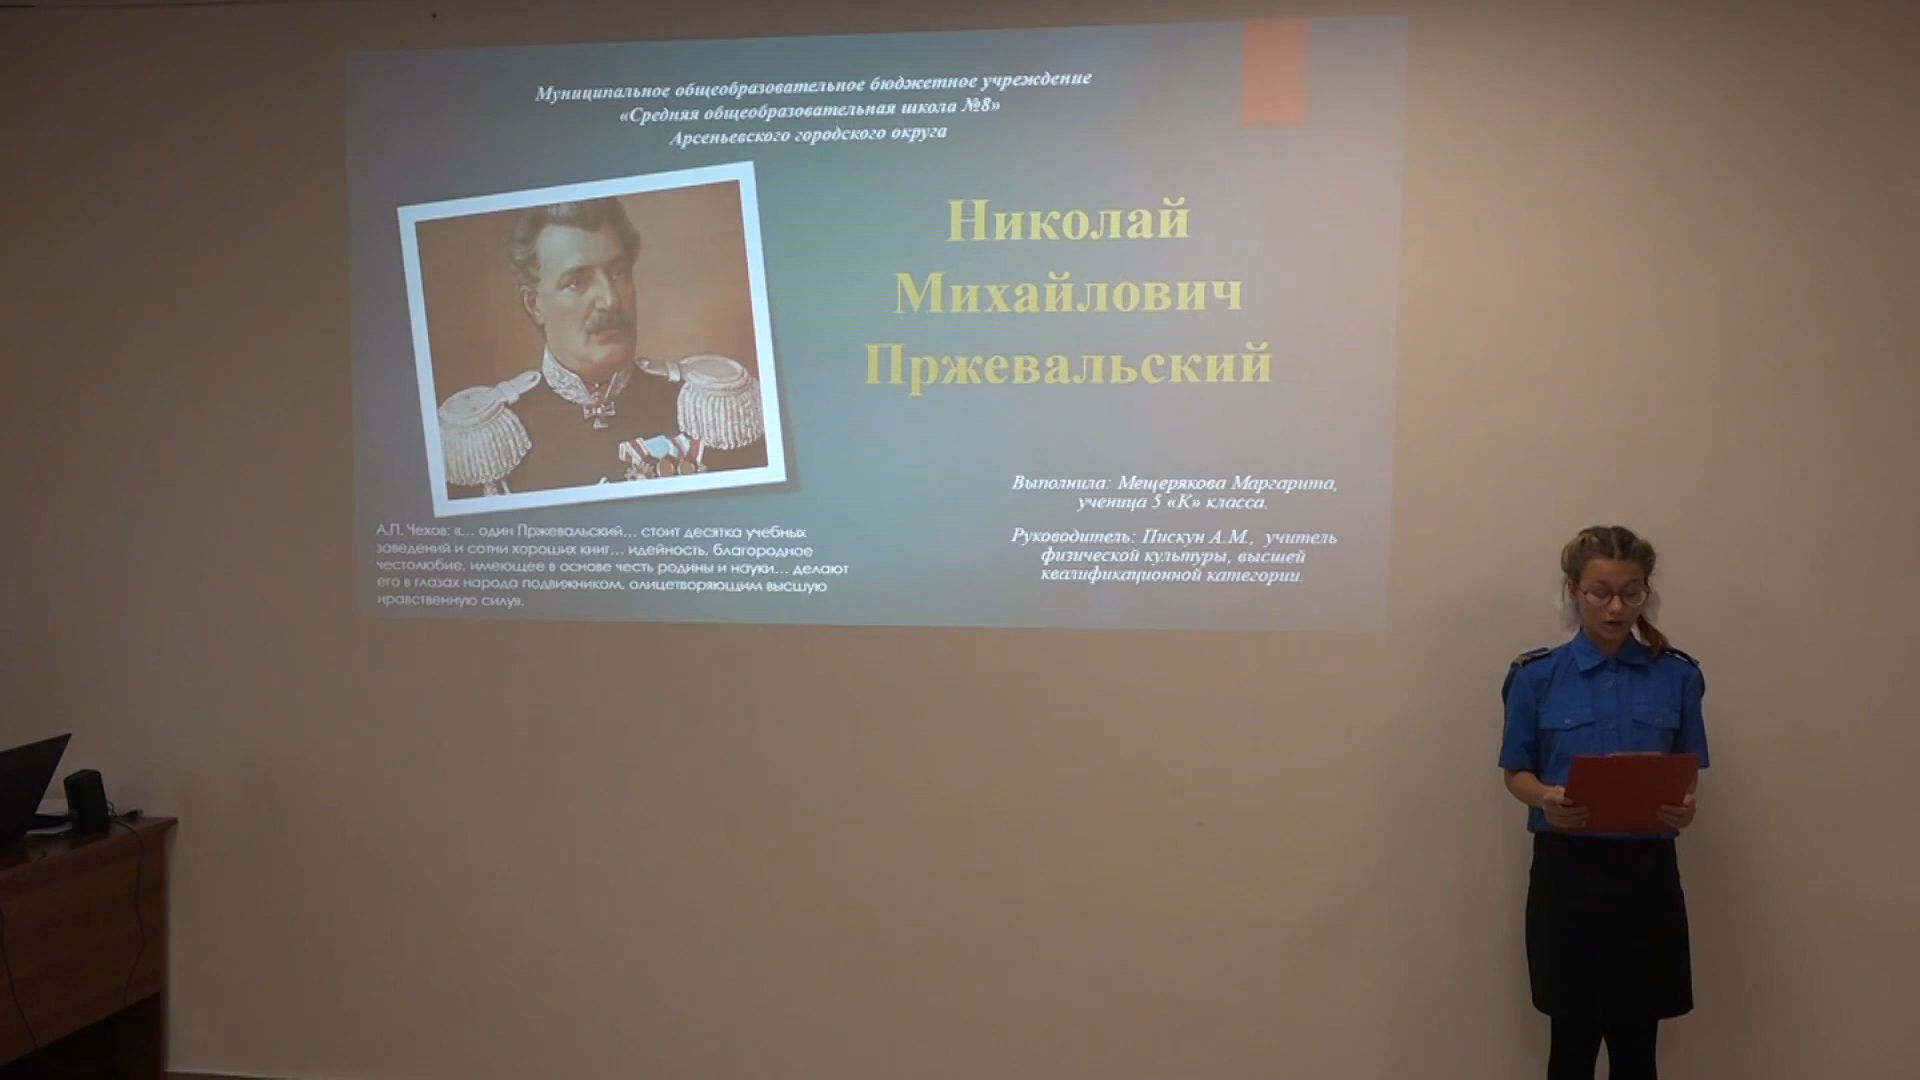 Муниципальное общеобразовательное бюджетное учреждение
«Средняя общеобразовательная школа №8»
Арсеньевского городского округа
Николай
Михайлович
Пржевальский
Выполнила: Мещерякова Маргарита,
ученица 5 «К» класса.
Руководитель: Пискун А.М., учитель
физической культуры, высшей
квалификационной категории.
А.П. Чехов: «... один Пржевальский... стоит десятка учебных
заведений и сотни хороших книг... идейность, благородное
честолюбие, имеющее в основе честь родины и науки... делают
его в глазах народа подвижником, олицетворяющим высшую
нравственную силу».